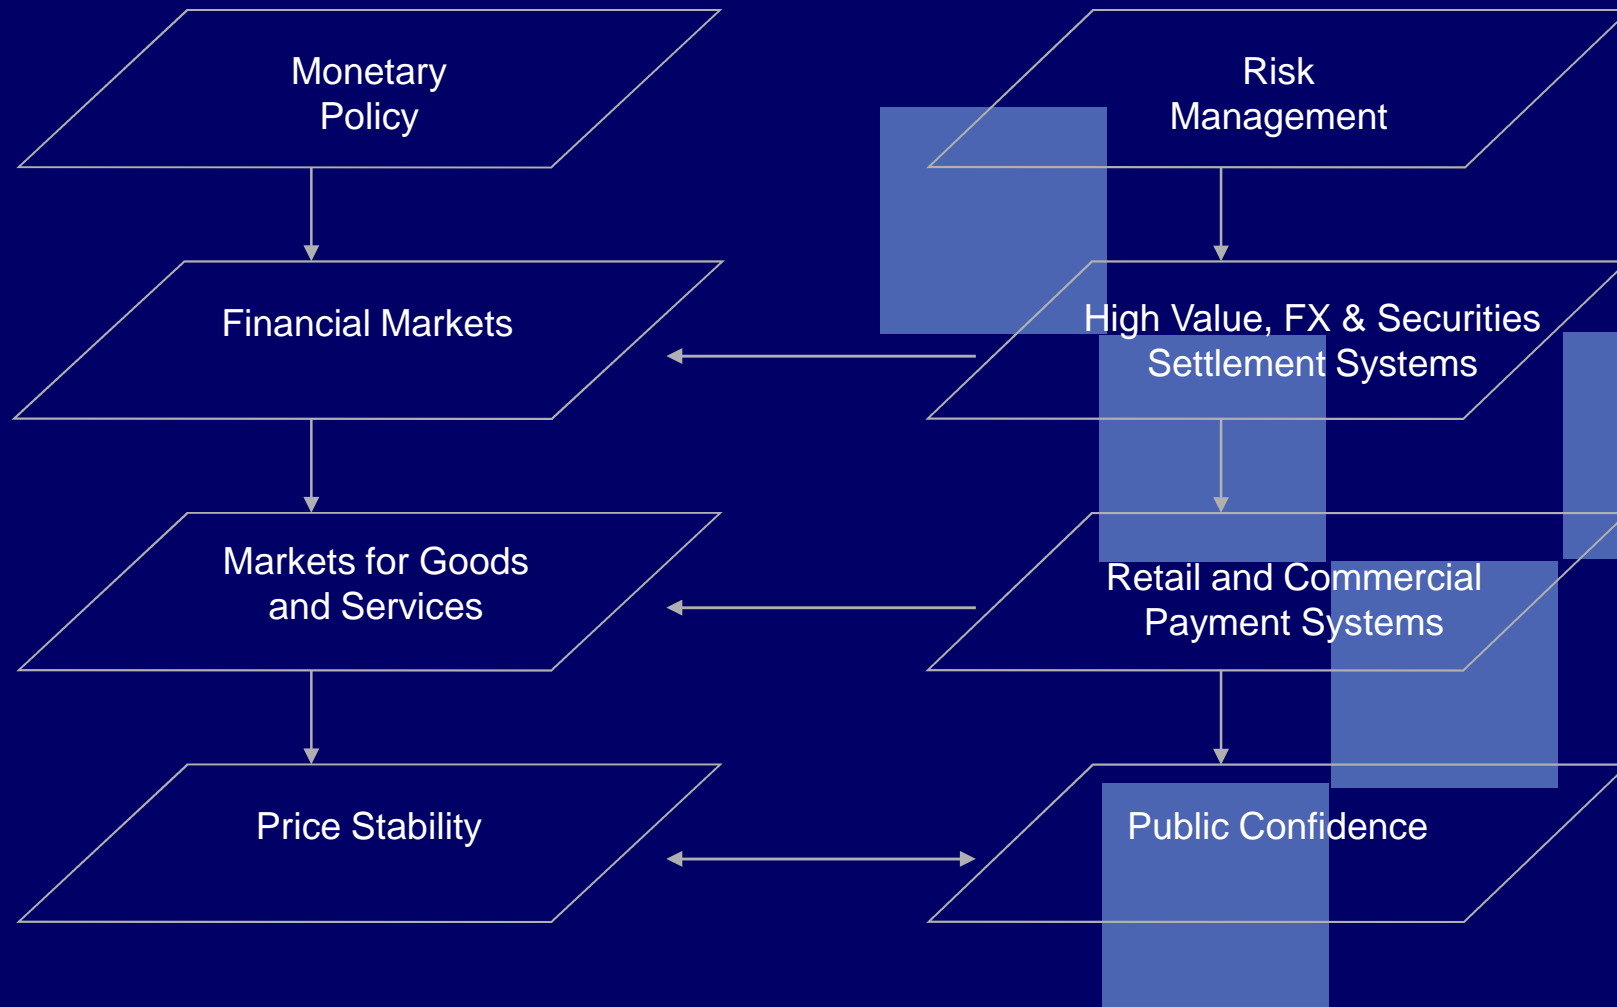 Monetary
Policy
Risk
Management
Financial Markets
High Value, FX & Securities
Settlement Systems
Markets for Goods
and Services
Retail and Commercial
Payment Systems
Price Stability
Public Confidence